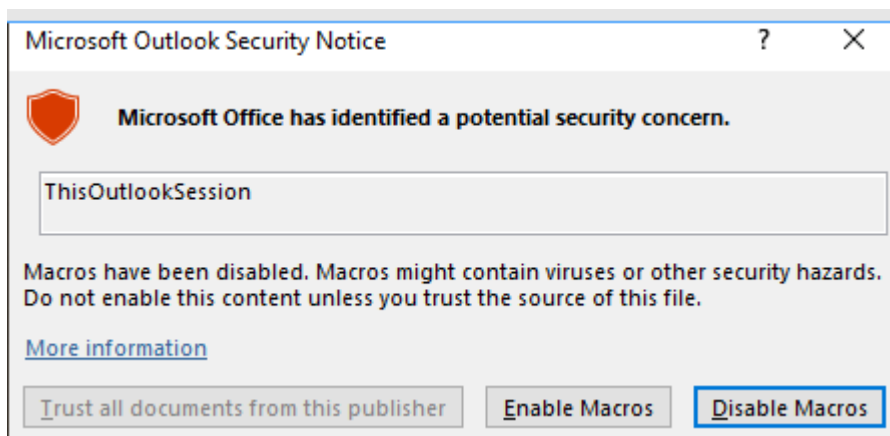 Microsoft Outlook Security Notice
?
Microsoft Office has identified a potential security concern.
ThisOutlookSession
Macros have been disabled. Macros might contain viruses or other security hazards.
Do not enable this content unless you trust the source of this file.
More information
Trust all documents from this publisher
Enable Macros
Disable Macros